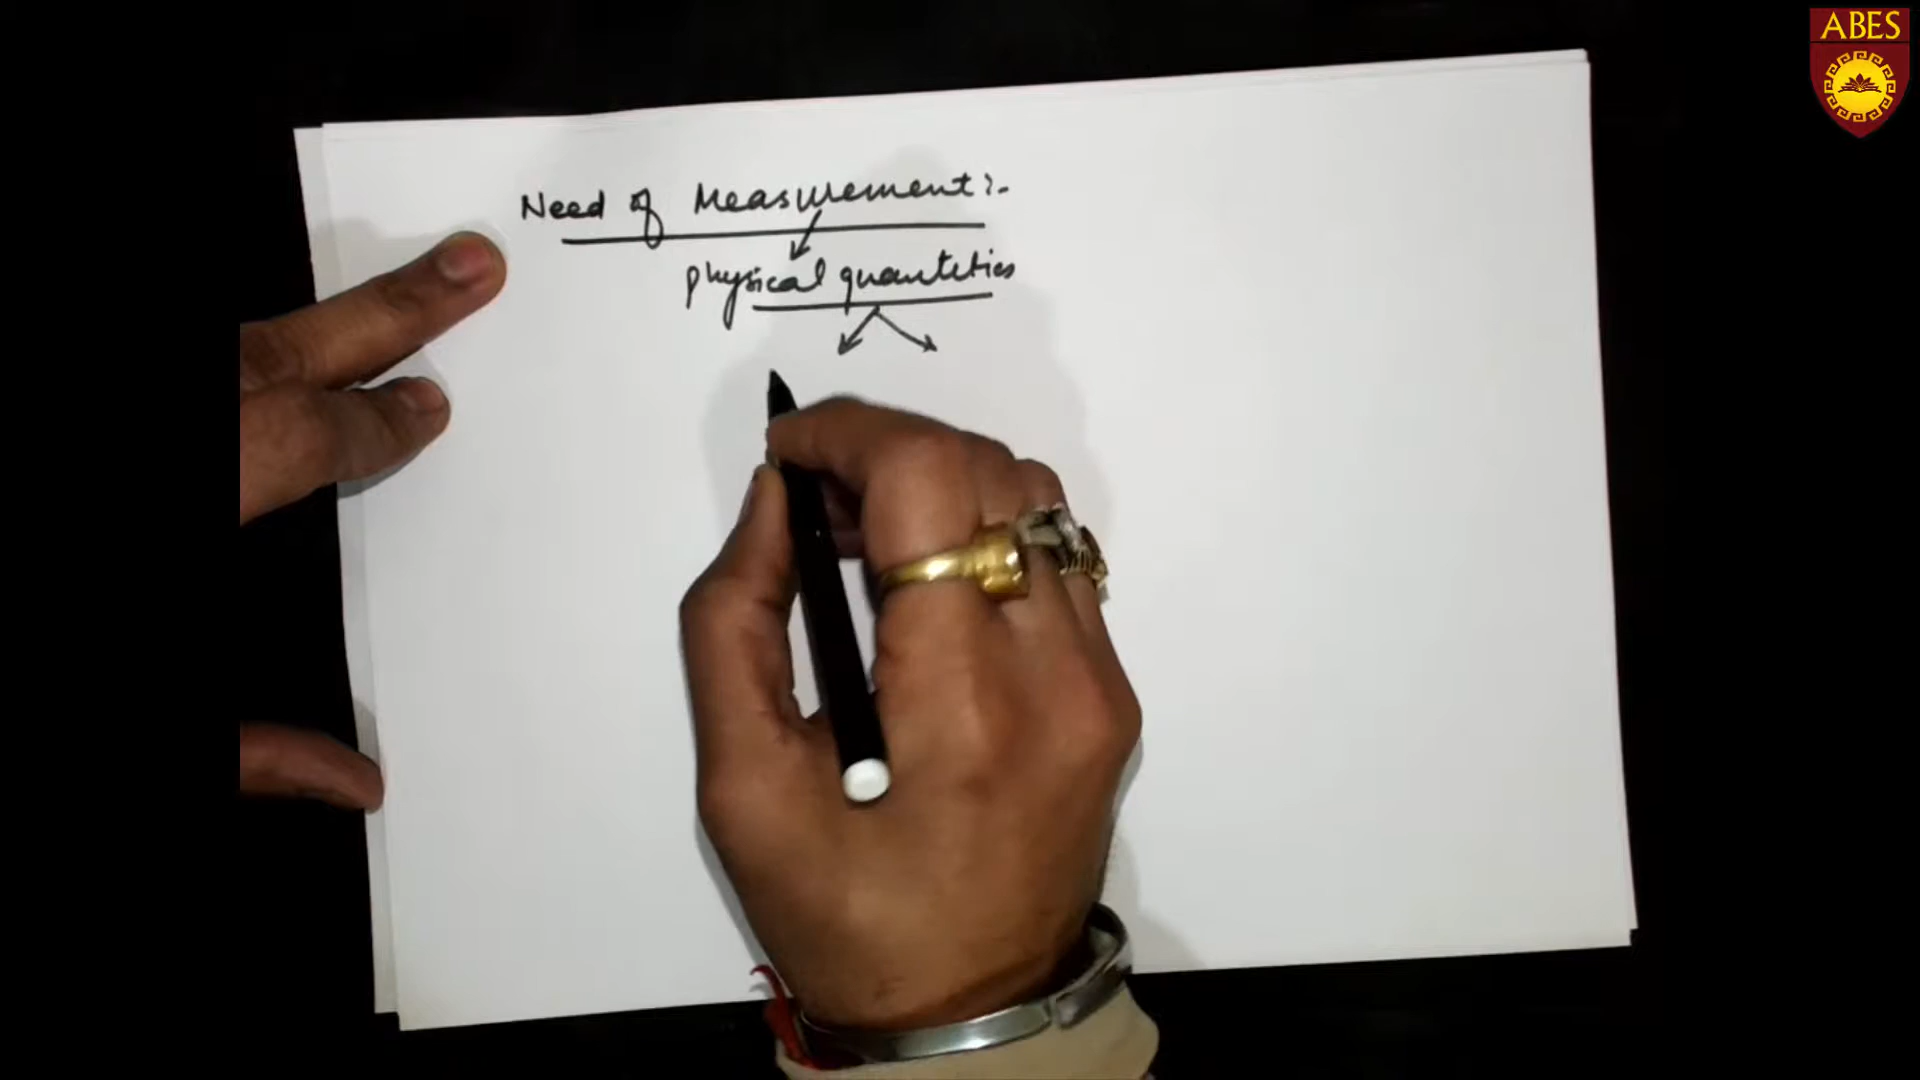 ABES
Need of Measurement :-
Physical quantities